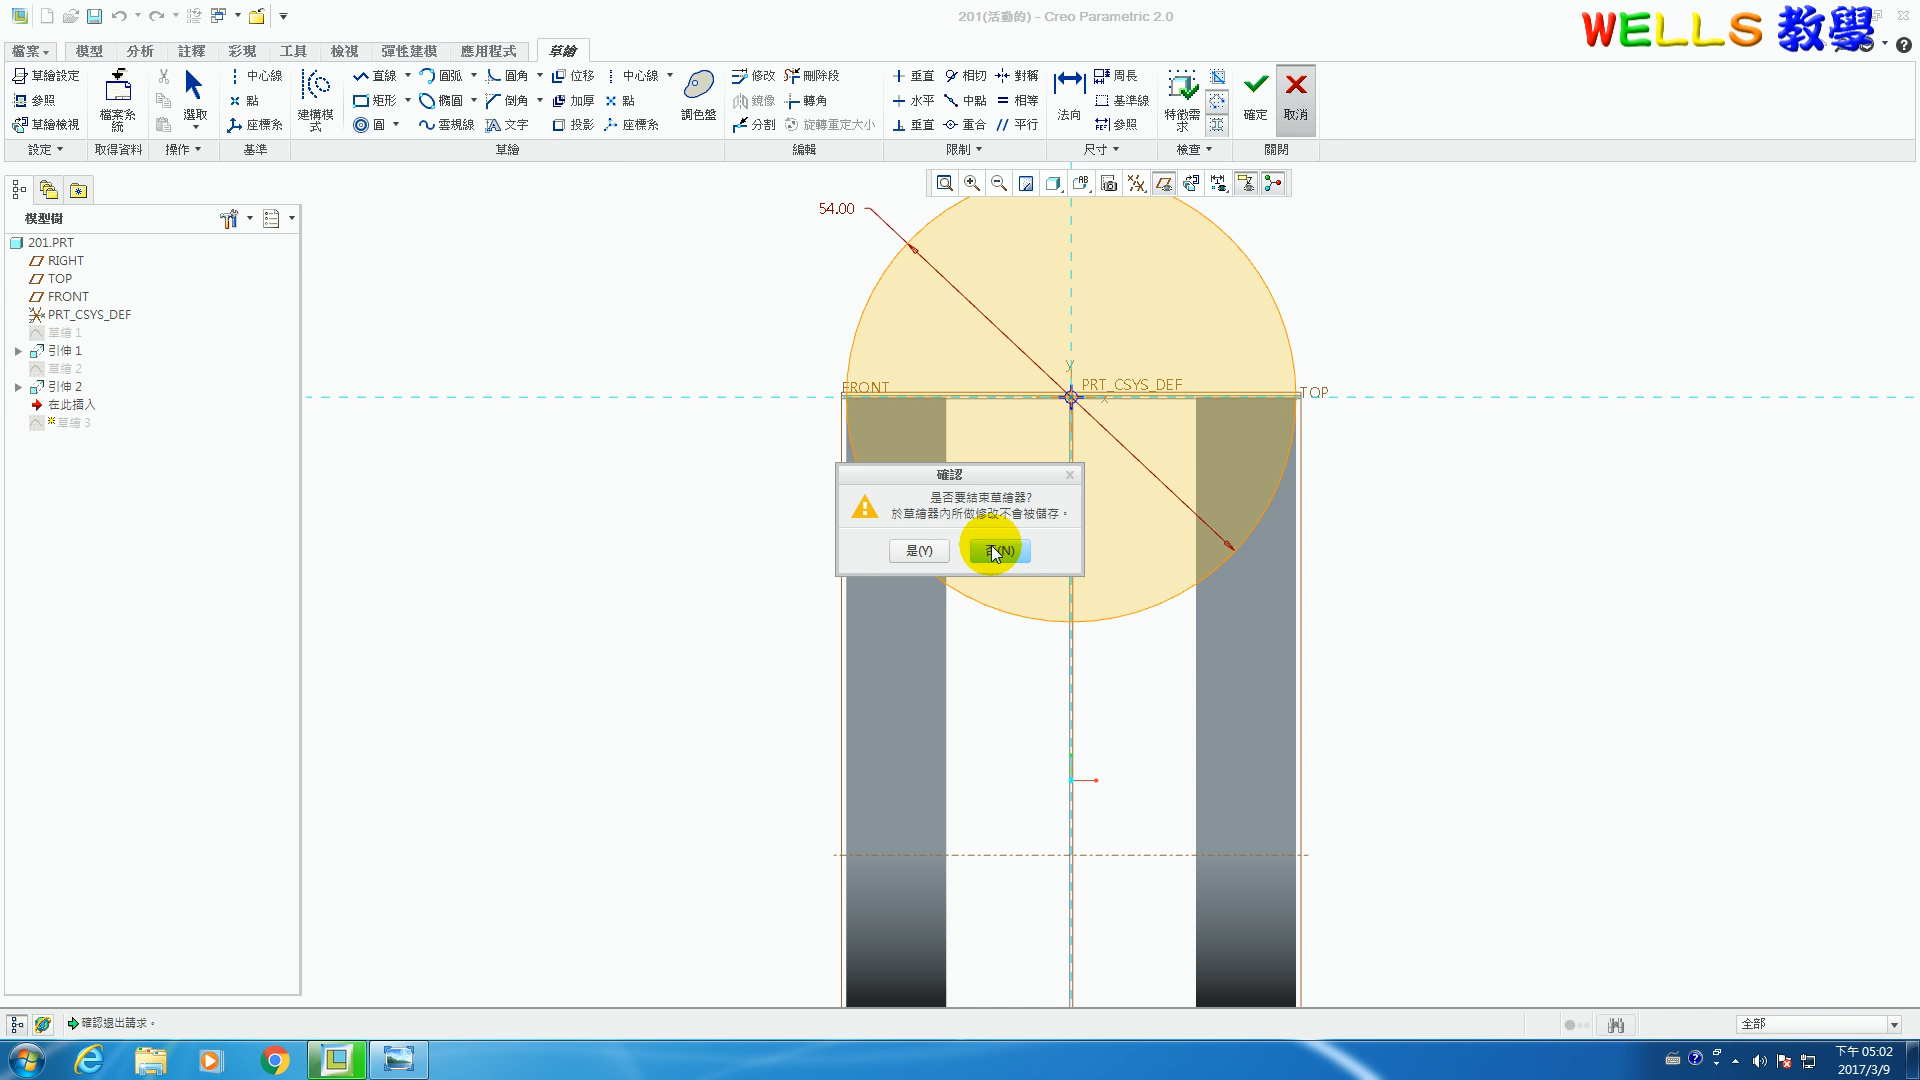 201(活動的) - Creo Parametric 2.0
WELLS 教學
檔案 模型 分析 註釋 彩現 工具 檢視 彈性建模 應用程式 草繪
草繪設定 中心線 直線 圓弧 圓角 位移 中心線 修改 刪除段 垂直 相切 對稱 周長
參照 點 矩形 橢圓 倒角 加厚 點 鏡像 轉角 水平 中點 相等 基準線
草繪檢視 座標系 圓 雲規線 文字 投影 座標系 分割 旋轉重定大小 垂直 重合 平行 參照
檔案系統 選取 建構模式 調色盤 法向 特徵需求 確定 取消
設定 取得資料 操作 基準 草繪 編輯 限制 尺寸 檢查 關閉
模型樹
201.PRT
RIGHT
TOP
FRONT
PRT_CSYS_DEF
草繪 1
引伸 1
草繪 2
引伸 2
在此插入
草繪 3
54.00
y
PRT_CSYS_DEF
FRONT
x
TOP
確認
是否要結束草繪器?
於草繪器內所做修改不會被儲存。
是(Y) 否(N)
確認退出請求。
全部
下午 05:02
2017/3/9